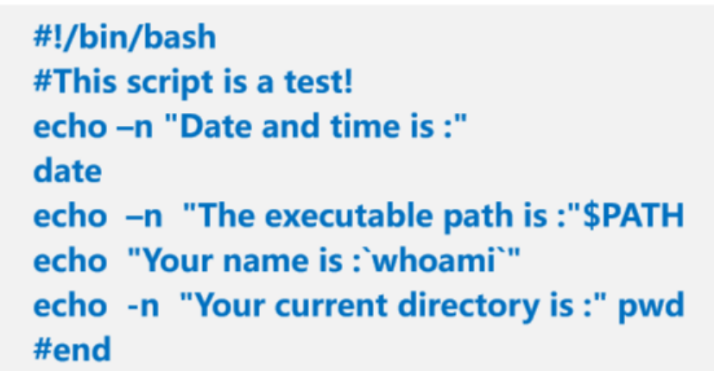 #!/bin/bash
#This script is a test!
echo –n "Date and time is :"
date
echo  –n  "The executable path is :"$PATH
echo  "Your name is :`whoami`"
echo  -n  "Your current directory is :" pwd
#end